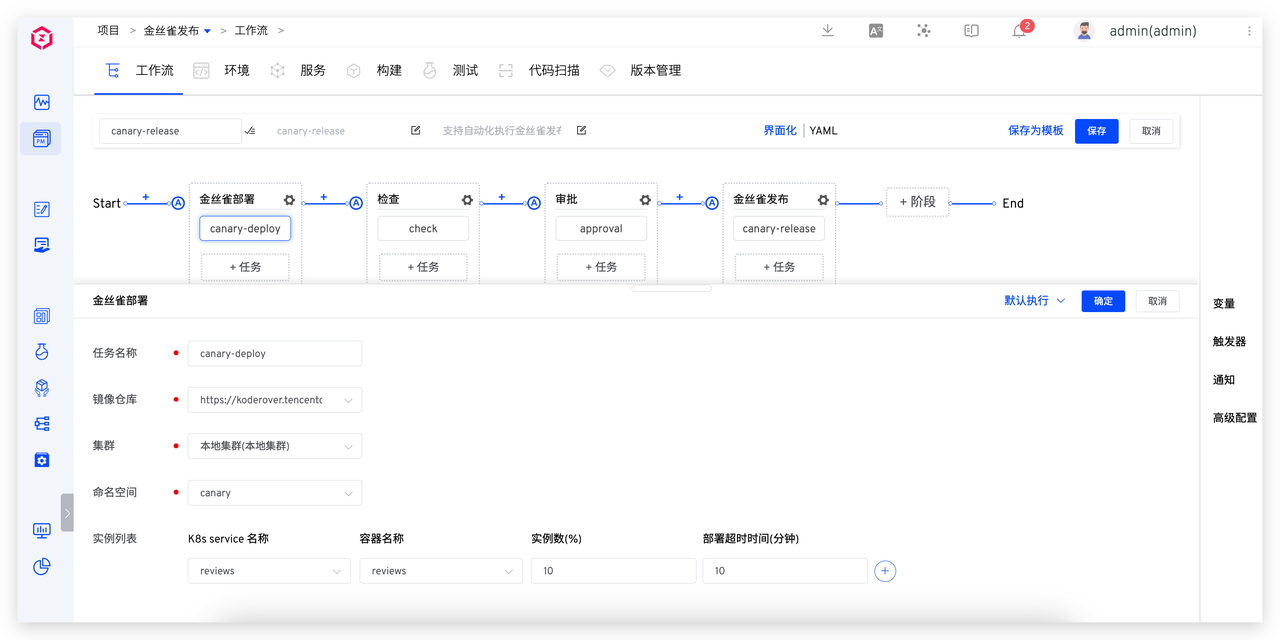 项目 > 金丝雀发布 > 工作流 >
2
admin(admin)
工作流 环境 服务 构建 测试 代码扫描 版本管理
canary-release canary-release 支持自动化执行金丝雀发布 界面化 | YAML 保存为模板 保存 取消
Start A 金丝雀部署 A 检查 A 审批 A 金丝雀发布 + 阶段 End
canary-deploy check approval canary-release
+ 任务 + 任务 + 任务 + 任务
金丝雀部署 默认执行 确定 取消
变量
触发器
通知
高级配置
任务名称 canary-deploy
镜像仓库 https://koderover.tencentc
集群 本地集群(本地集群)
命名空间 canary
实例列表 K8s service 名称 容器名称 实例数(%) 部署超时时间(分钟)
reviews reviews 10 10